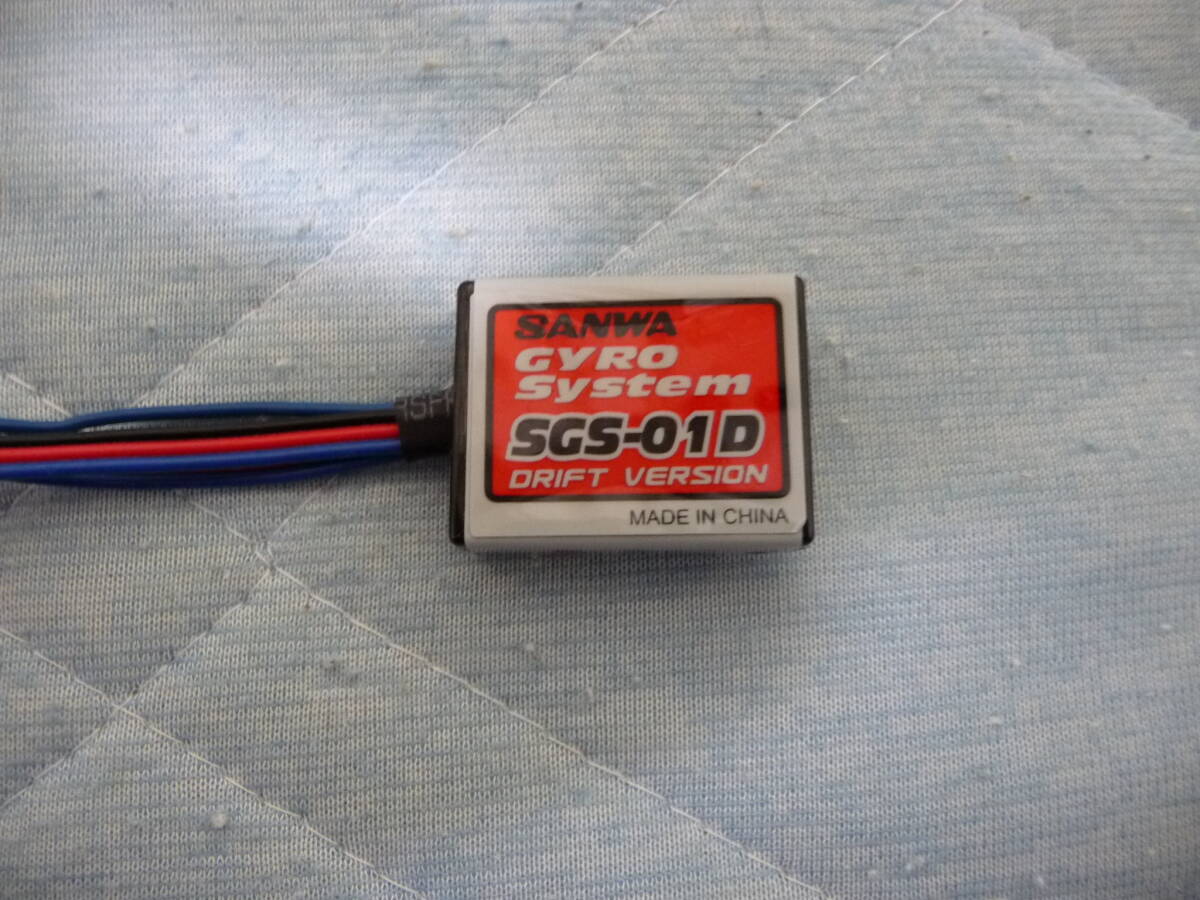 SANWA
GYRO
System
SGS-01D
DRIFT VERSION
MADE IN CHINA